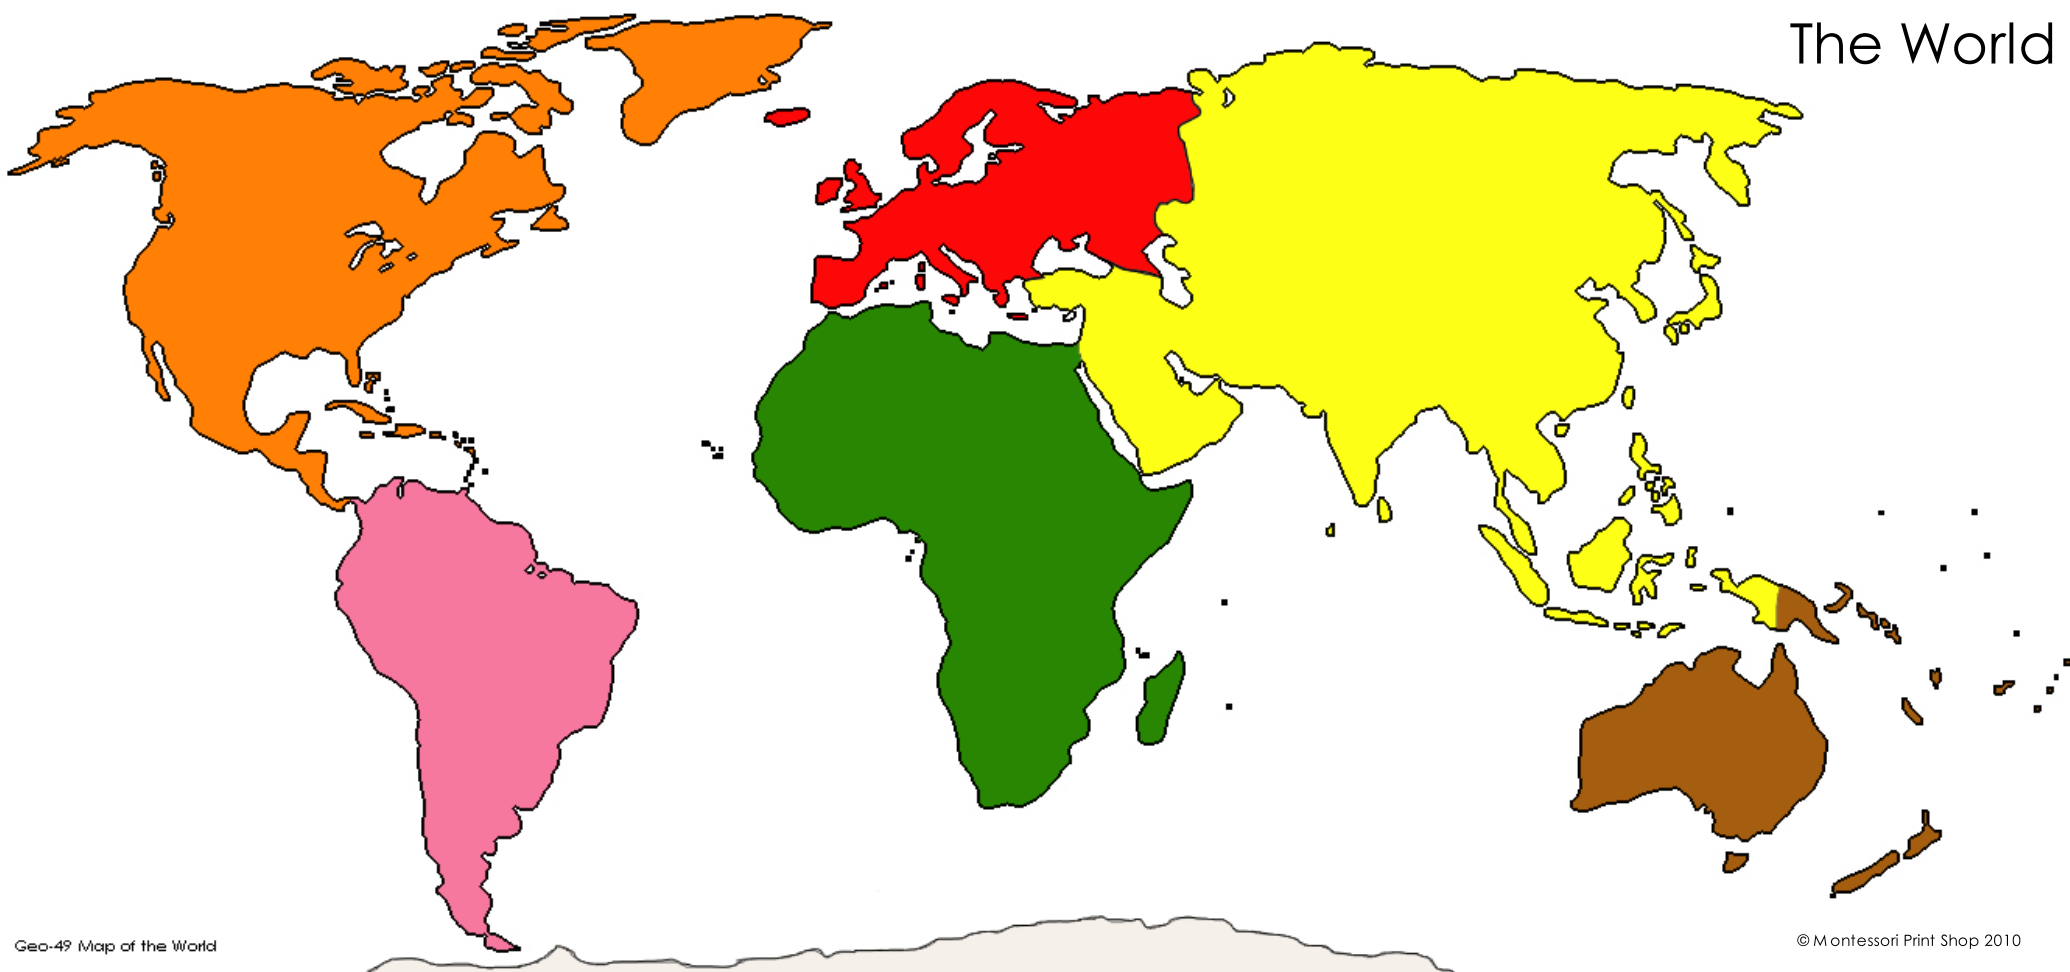 The World
Geo-49 Map of the World
© Montessori Print Shop 2010